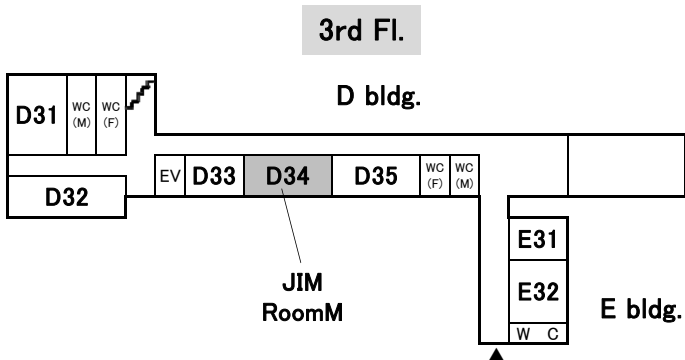 3rd Fl.
D bldg.
D31
WC
(M)
WC
(F)
D32
EV
D33
D34
D35
WC
(F)
WC
(M)
JIM
RoomM
E31
E32
W C
E bldg.